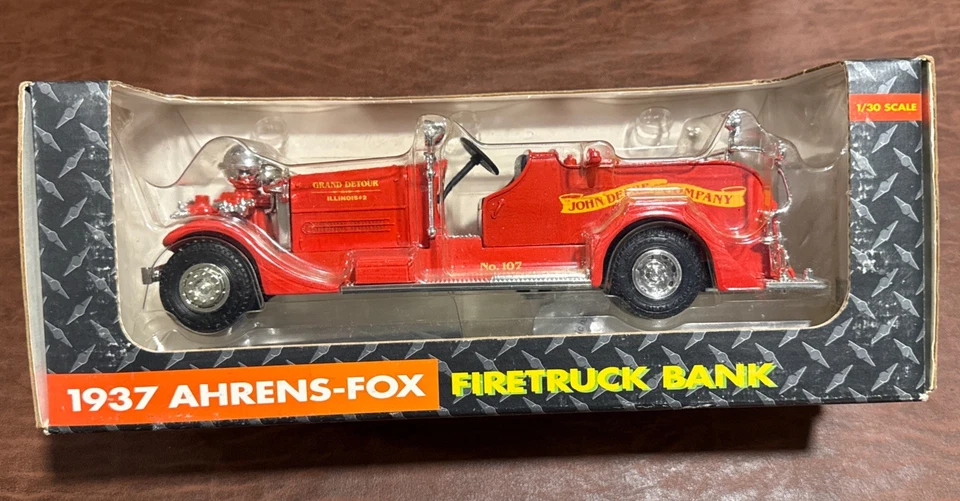 1/30 SCALE
GRAND DETOUR
ILLINOIS
JOHN DEERE COMPANY
No. 107
1937 AHRENS-FOX
FIRETRUCK BANK